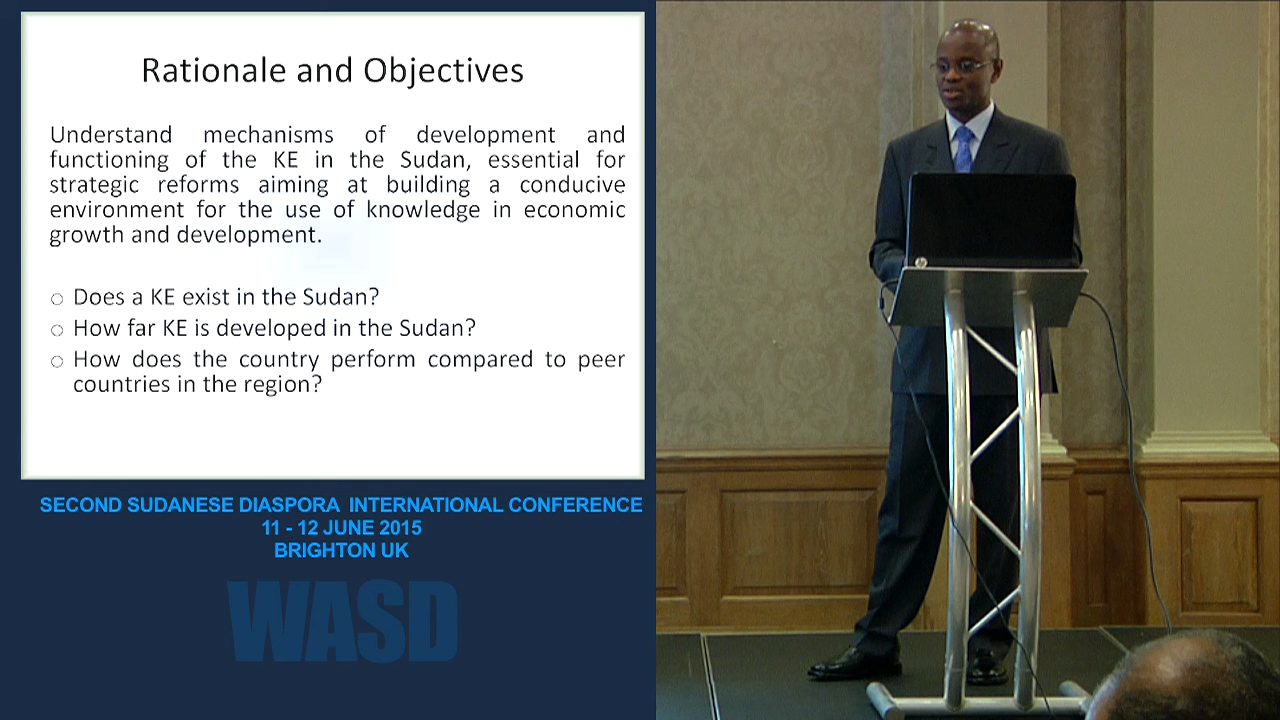 Rationale and Objectives
Understand mechanisms of development and
functioning of the KE in the Sudan, essential for
strategic reforms aiming at building a conducive
environment for the use of knowledge in economic
growth and development.
○ Does a KE exist in the Sudan?
○ How far KE is developed in the Sudan?
○ How does the country perform compared to peer
countries in the region?
SECOND SUDANESE DIASPORA INTERNATIONAL CONFERENCE
11 - 12 JUNE 2015
BRIGHTON UK
WASD
hp